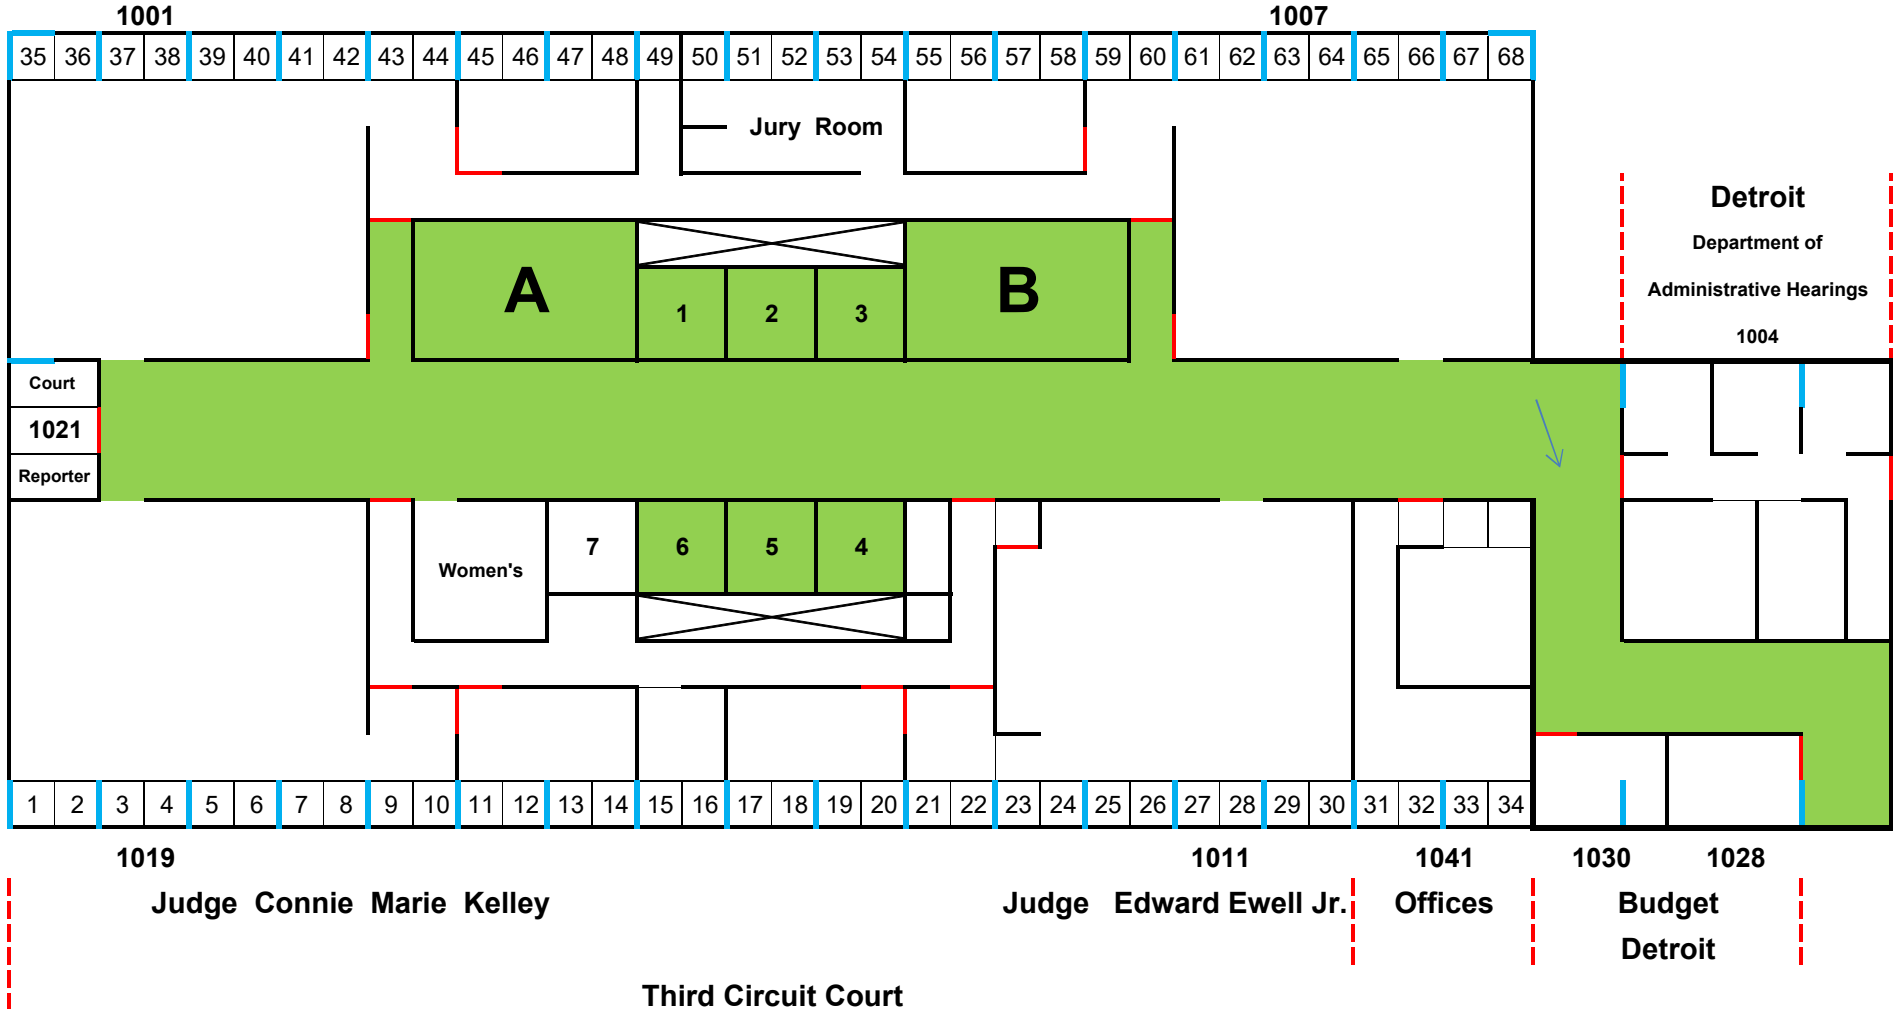 1001 1007
35 36 37 38 39 40 41 42 43 44 45 46 47 48 49 50 51 52 53 54 55 56 57 58 59 60 61 62 63 64 65 66 67 68
Jury Room
Detroit
Department of
Administrative Hearings
1004
A B
1 2 3
Court
1021
Reporter
7 6 5 4
Women's
1 2 3 4 5 6 7 8 9 10 11 12 13 14 15 16 17 18 19 20 21 22 23 24 25 26 27 28 29 30 31 32 33 34
1019 1011 1041 1030 1028
Judge Connie Marie Kelley Judge Edward Ewell Jr. Offices Budget
Detroit
Third Circuit Court